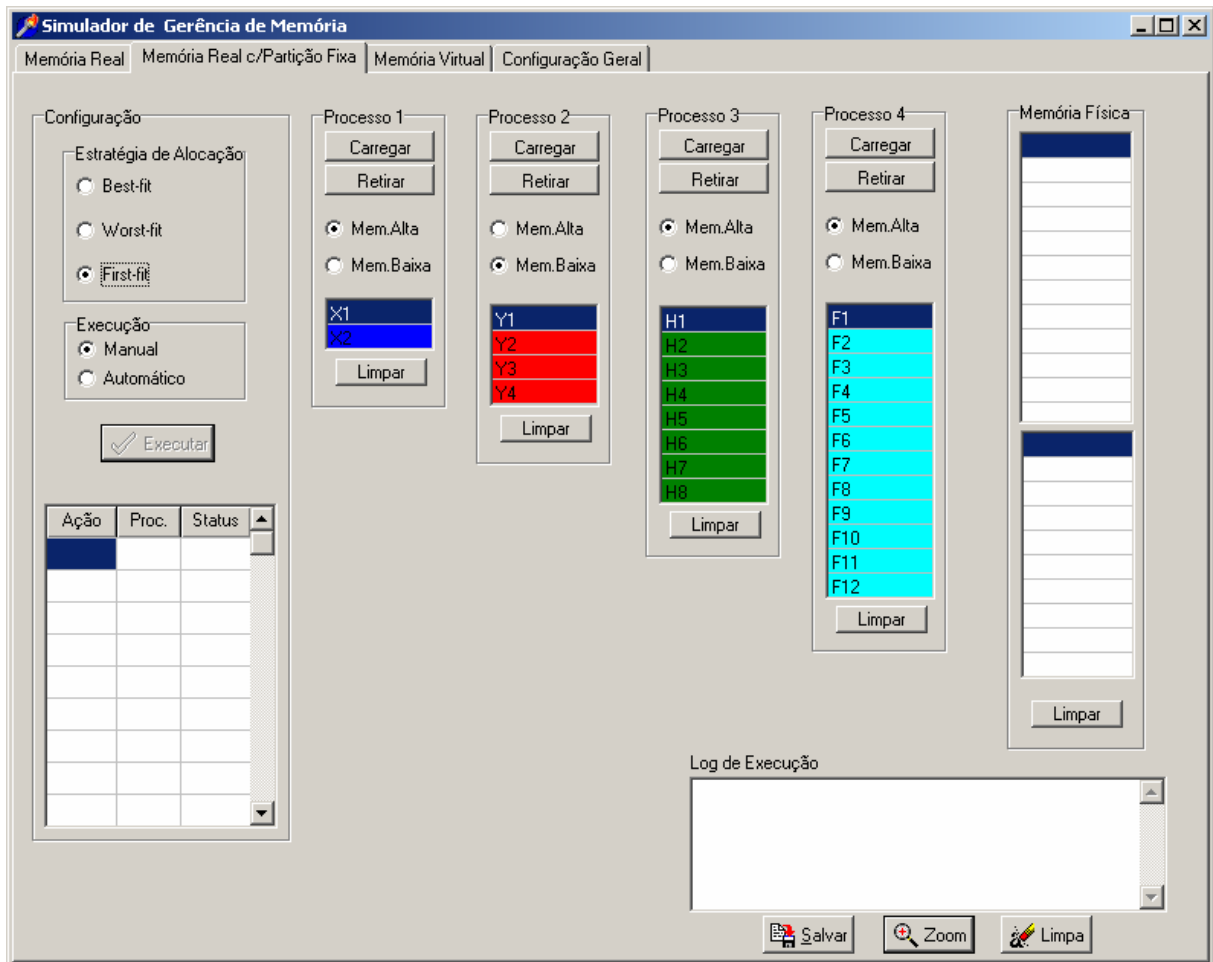 Simulador de Gerência de Memória
Memória Real
Memória Real c/Partição Fixa
Memória Virtual
Configuração Geral
Configuração
Estratégia de Alocação
Best-fit
Worst-fit
First-fit
Execução
Manual
Automático
Executar
Ação Proc. Status
Processo 1
Carregar
Retirar
Mem.Alta
Mem.Baixa
X1
X2
Limpar
Processo 2
Carregar
Retirar
Mem.Alta
Mem.Baixa
Y1
Y2
Y3
Y4
Limpar
Processo 3
Carregar
Retirar
Mem.Alta
Mem.Baixa
H1
H2
H3
H4
H5
H6
H7
H8
Limpar
Processo 4
Carregar
Retirar
Mem.Alta
Mem.Baixa
F1
F2
F3
F4
F5
F6
F7
F8
F9
F10
F11
F12
Limpar
Memória Física
Limpar
Log de Execução
Salvar
Zoom
Limpa